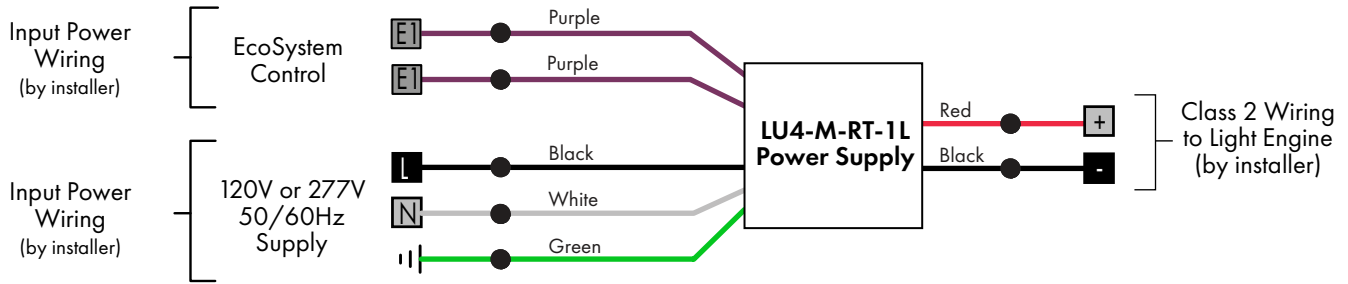 Input Power
Wiring
(by installer)
EcoSystem
Control
E1
Purple
E1
Purple
Input Power
Wiring
(by installer)
120V or 277V
50/60Hz
Supply
L
Black
N
White
Green
LU4-M-RT-1L
Power Supply
Red
+
Black
-
Class 2 Wiring
to Light Engine
(by installer)